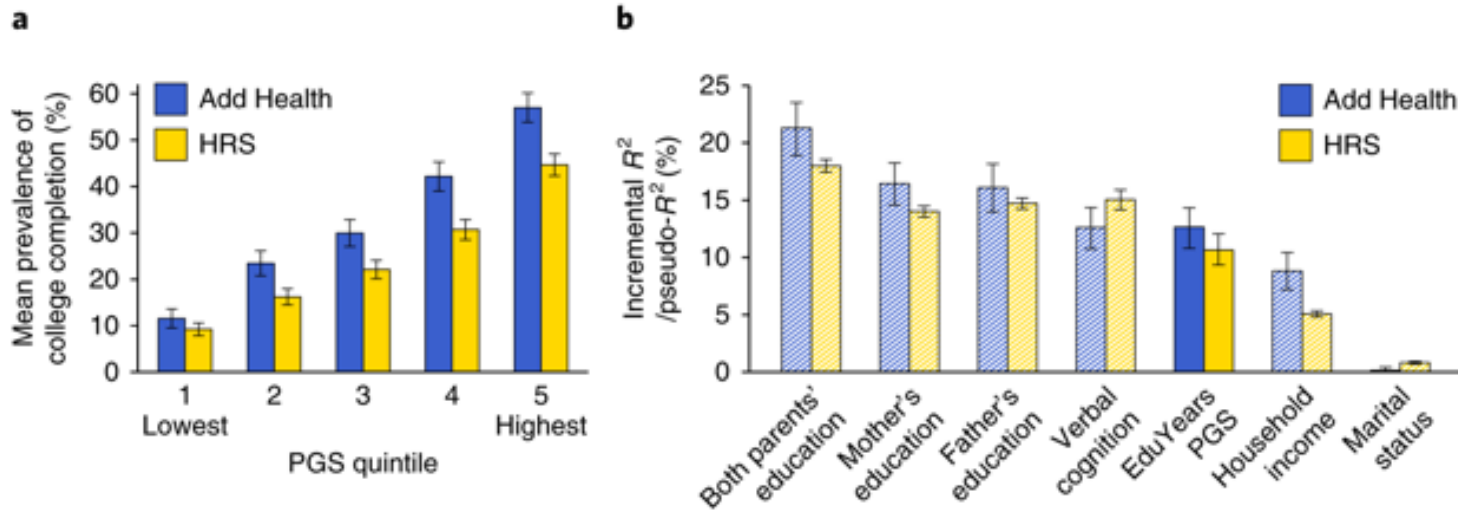 a
Mean prevalence of
college completion (%)
60
50
40
30
20
10
0
Add Health
HRS
1
2
3
4
5
Lowest
Highest
PGS quintile
b
Incremental R²
/pseudo-R² (%)
25
20
15
10
5
0
Add Health
HRS
Both parents'
education
Mother's
education
Father's
education
Verbal
cognition
EduYears
PGS
Household
income
Marital
status